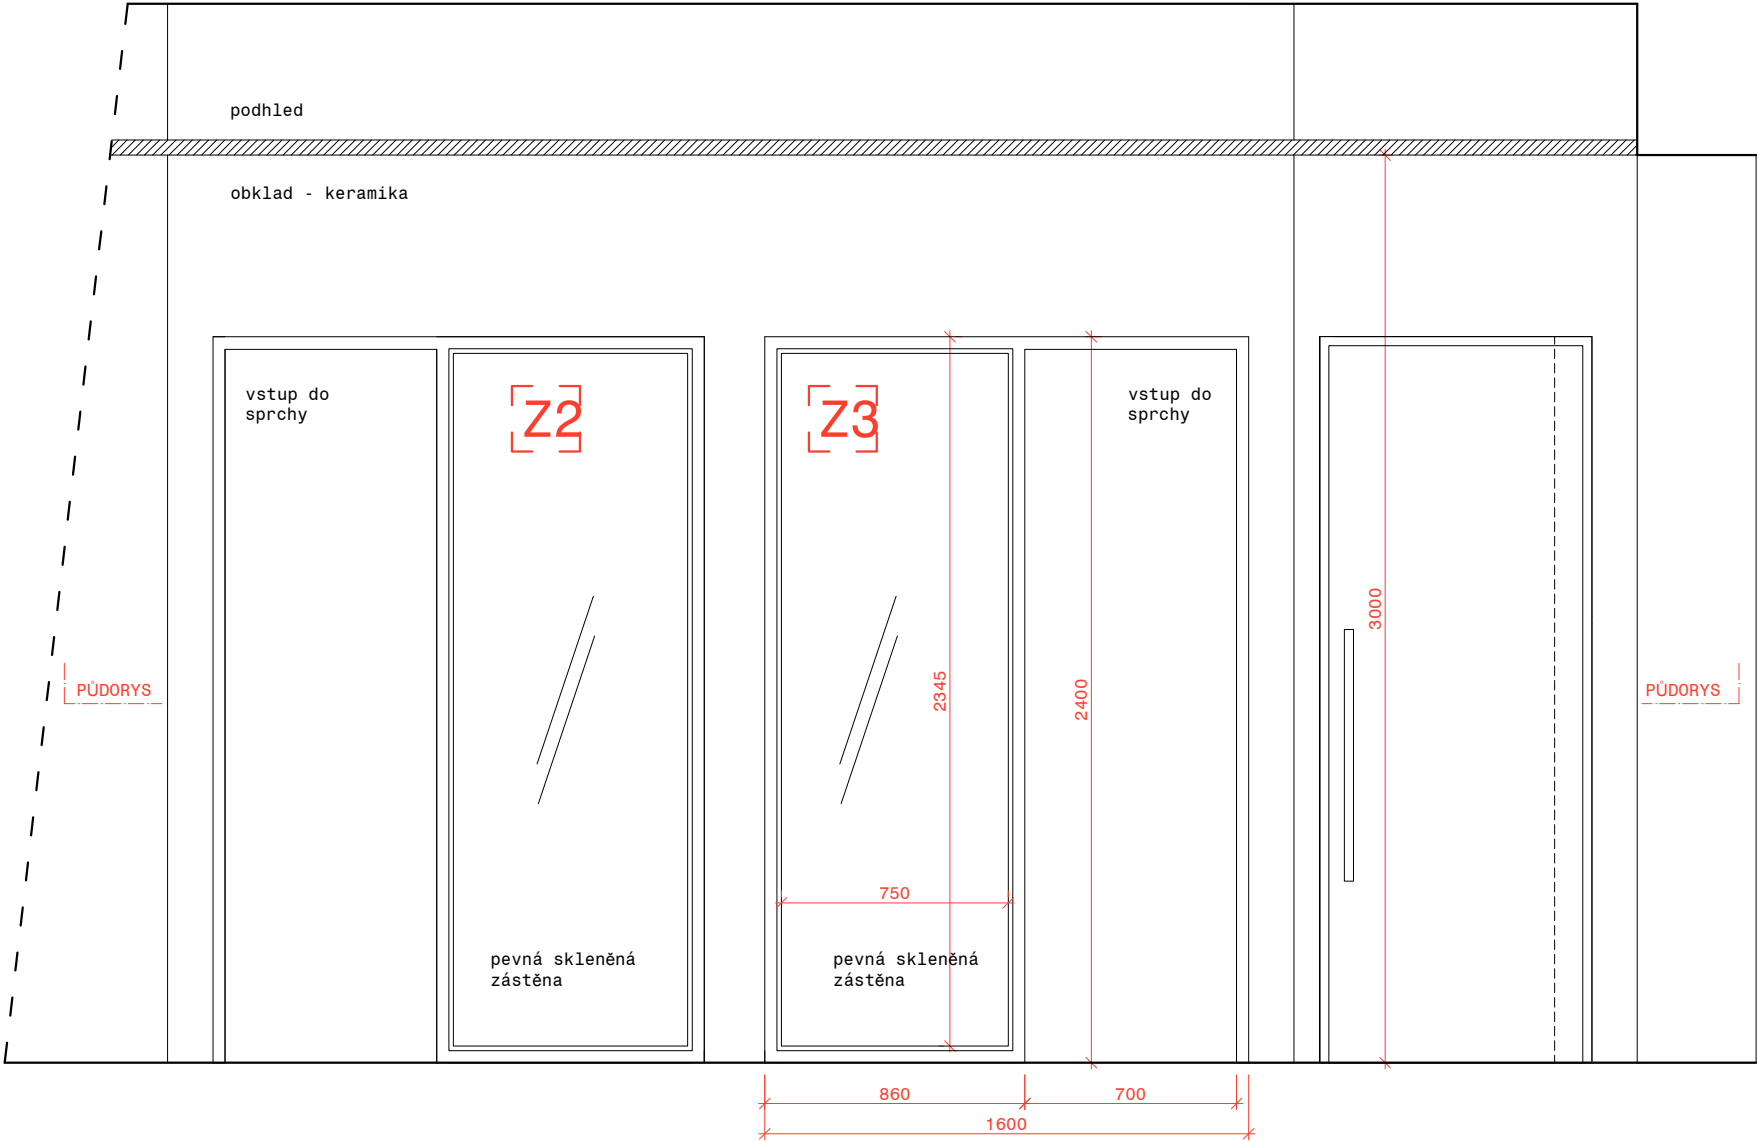 podhled
obklad - keramika
vstup do
sprchy
Z2
Z3
vstup do
sprchy
3000
2345
2400
PŮDORYS
PŮDORYS
750
pevná skleněná
zástěna
pevná skleněná
zástěna
860
700
1600